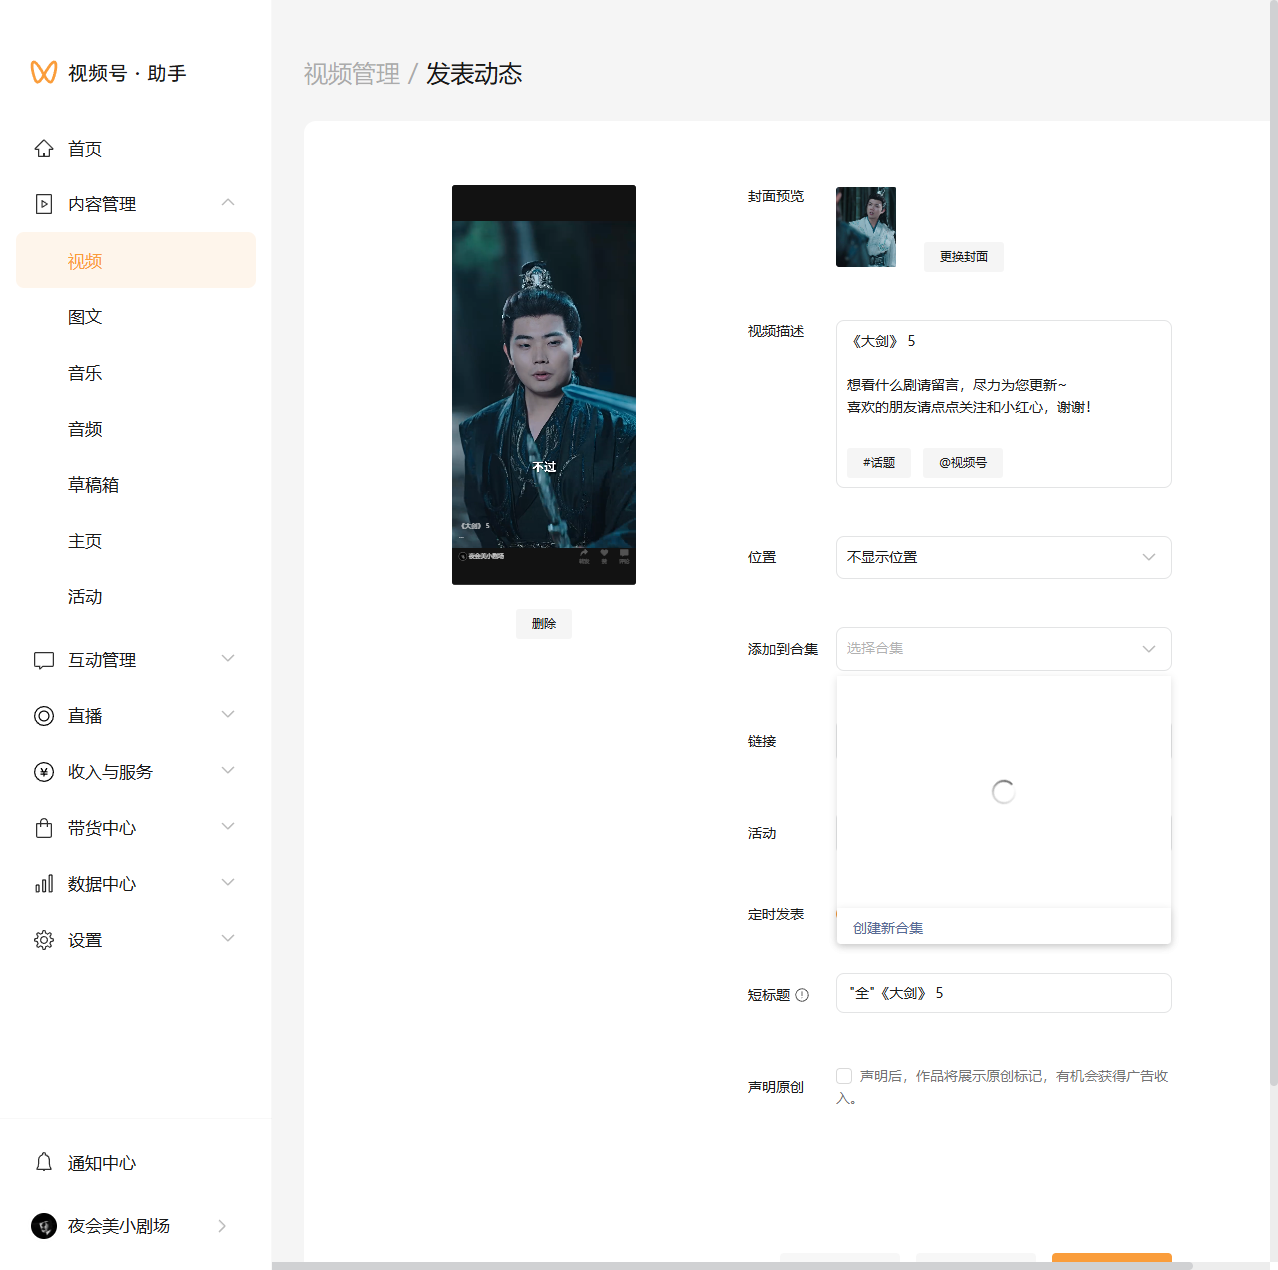 视频号 · 助手
首页
内容管理
视频
图文
音乐
音频
草稿箱
主页
活动
互动管理
直播
收入与服务
带货中心
数据中心
设置
通知中心
夜会美小剧场
视频管理 / 发表动态
不过
《大剑》 5
夜会美小剧场
删除
封面预览
更换封面
视频描述
《大剑》 5
想看什么剧请留言，尽力为您更新~
喜欢的朋友请点点关注和小红心，谢谢！
#话题
@视频号
位置
不显示位置
添加到合集
选择合集
链接
活动
定时发表
创建新合集
短标题
"全"《大剑》 5
声明原创
声明后，作品将展示原创标记，有机会获得广告收
入。